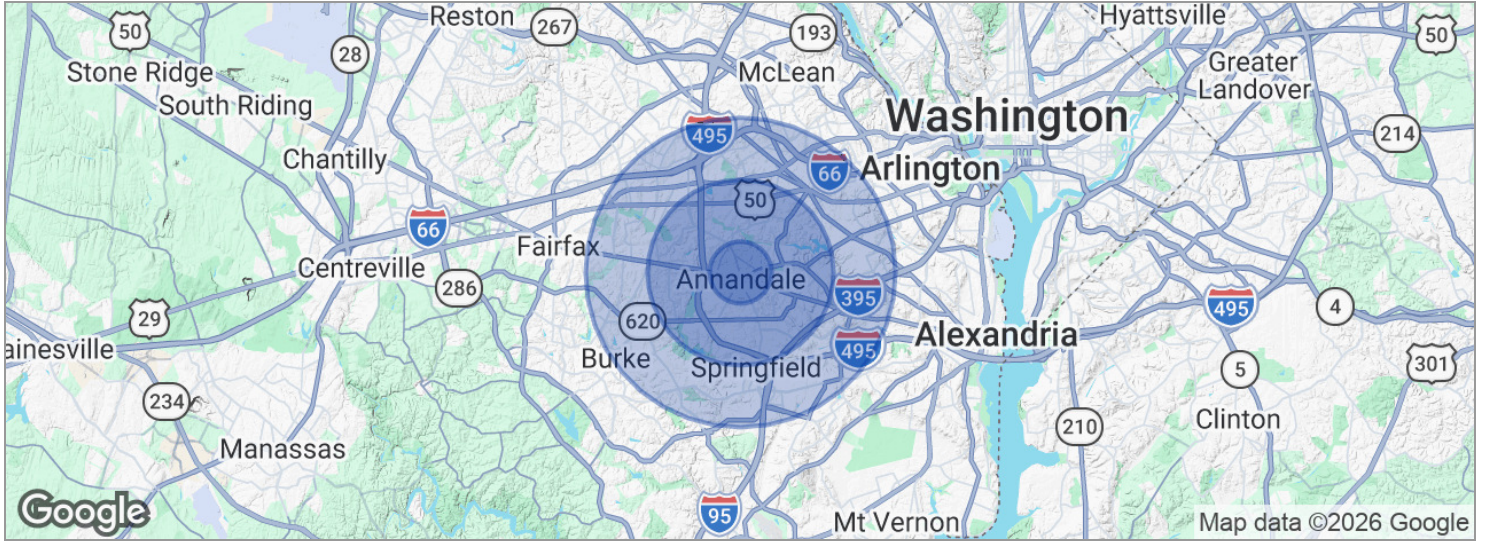 Reston
267
193
Hyattsville
50
50
28
Stone Ridge
McLean
Greater
Landover
South Riding
Washington
495
214
Chantilly
66
Arlington
50
66
Fairfax
Centreville
Annandale
286
395
495
4
29
620
Alexandria
ainesville
Burke
Springfield
495
5
301
234
Clinton
210
Manassas
Google
95
Mt Vernon
Map data ©2026 Google